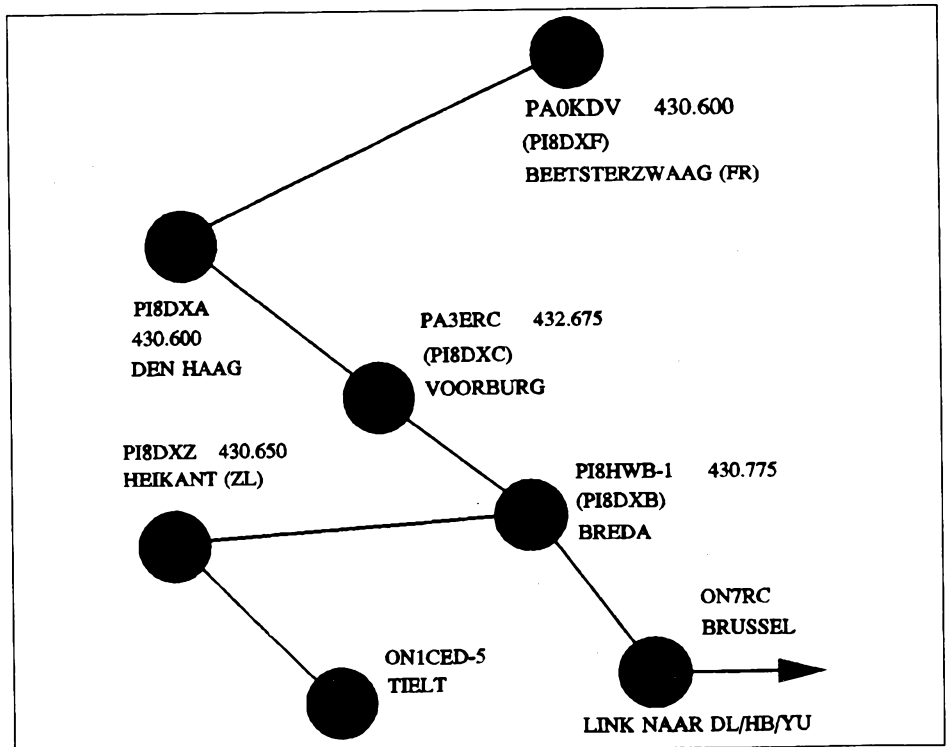 PA0KDV 430.600
(PI8DXF)
BEETSTERZWAAG (FR)
PI8DXA
430.600
DEN HAAG
PA3ERC 432.675
(PI8DXC)
VOORBURG
PI8DXZ 430.650
HEIKANT (ZL)
PI8HWB-1 430.775
(PI8DXB)
BREDA
ON7RC
BRUSSEL
ON1CED-5
TIELT
LINK NAAR DL/HB/YU